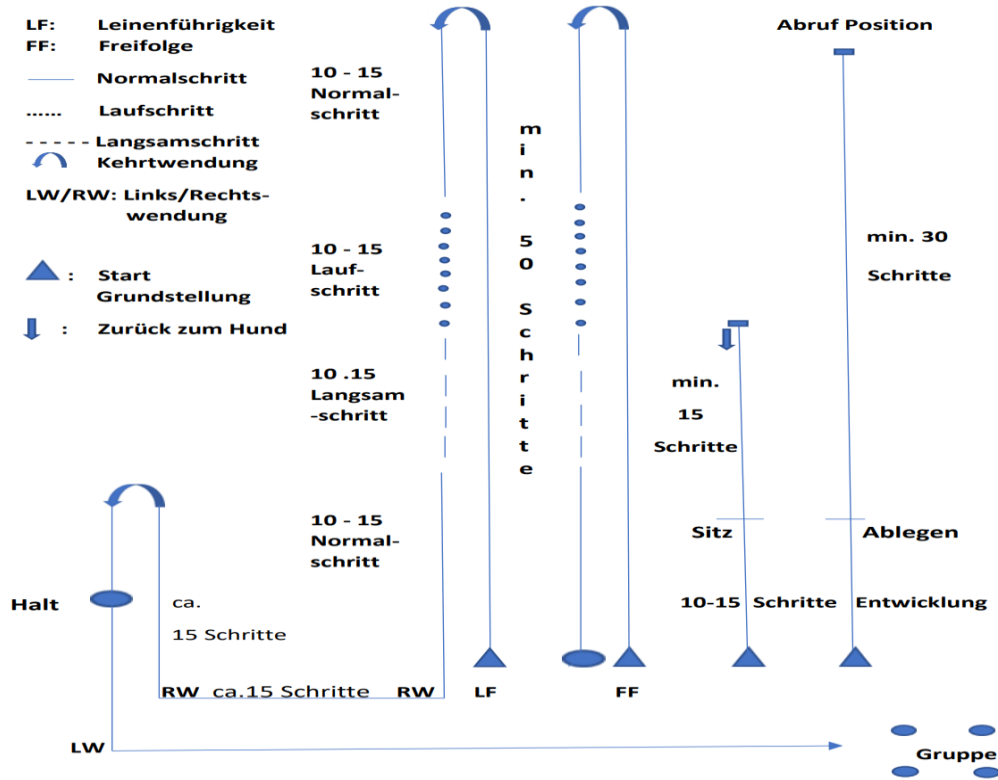 LF: Leinenführigkeit
FF: Freifolge
Normalschritt
...... Laufschritt
- - - - - Langsamschritt
Kehrtwendung
LW/RW: Links/Rechts-
wendung
: Start
Grundstellung
: Zurück zum Hund
10 - 15
Normal-
schritt
10 - 15
Lauf-
schritt
10 .15
Langsam
-schritt
10 - 15
Normal-
schritt
min. 50 Schritte
Abruf Position
min. 30
Schritte
min.
15
Schritte
Sitz
Ablegen
10-15 Schritte Entwicklung
Halt
ca.
15 Schritte
RW ca.15 Schritte RW
LF
FF
LW
Gruppe